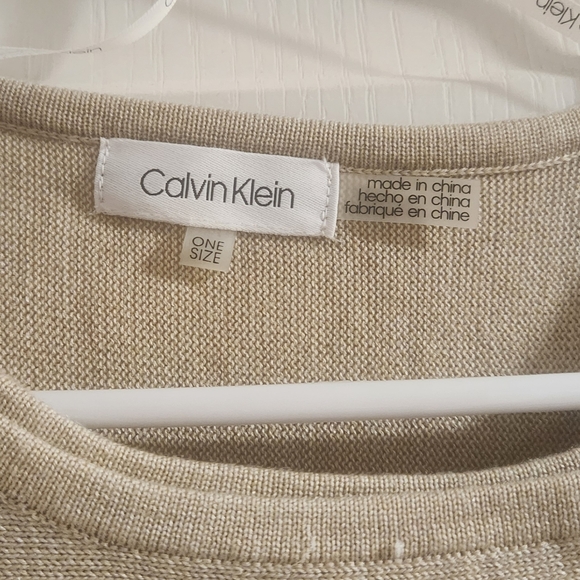 Calvin Klein
ONE
SIZE
made in china
hecho en china
fabriqué en chine